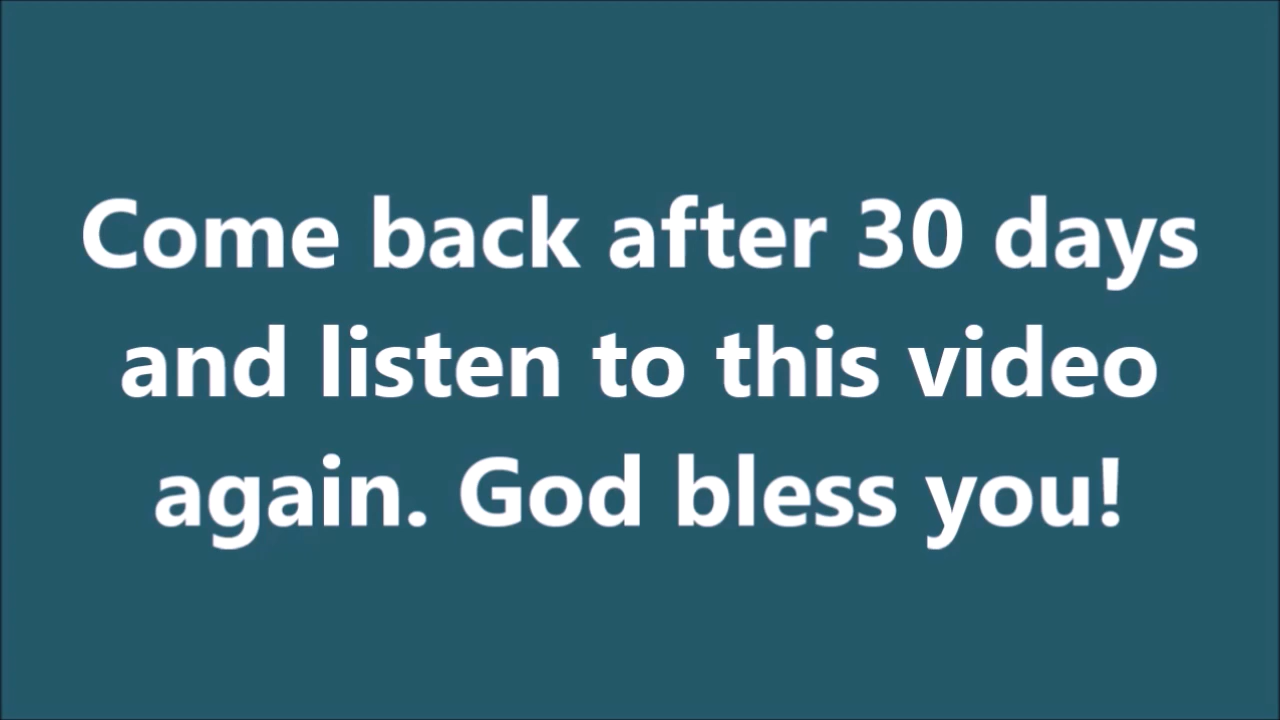 Come back after 30 days
and listen to this video
again. God bless you!